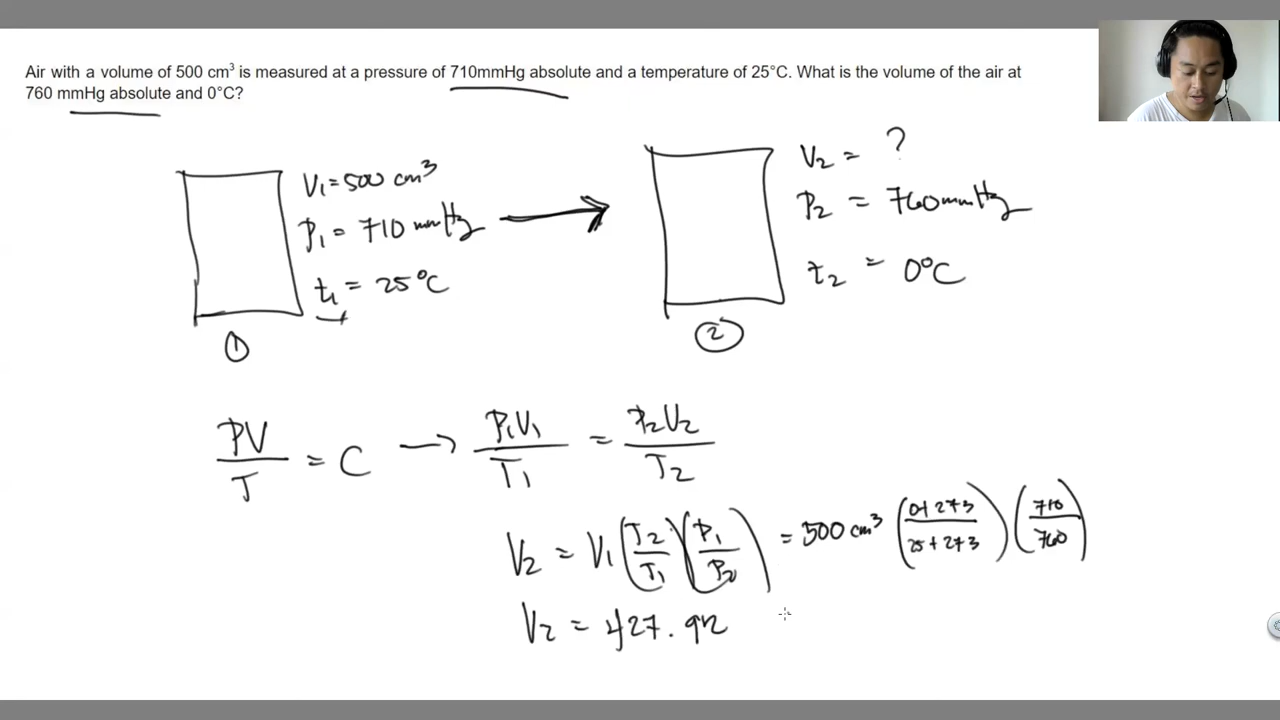 Air with a volume of 500 cm³ is measured at a pressure of 710mmHg absolute and a temperature of 25°C. What is the volume of the air at
760 mmHg absolute and 0°C?
V₁ = 500 cm³
P₁ = 710 mmHg
t₁ = 25°C
①
V₂ = ?
P₂ = 760mmHg
t₂ = 0°C
②
PV/T = C → P₁V₁/T₁ = P₂V₂/T₂
V₂ = V₁ (T₂/T₁)(P₁/P₂) = 500 cm³ (0+273/25+273)(710/760)
V₂ = 427.92